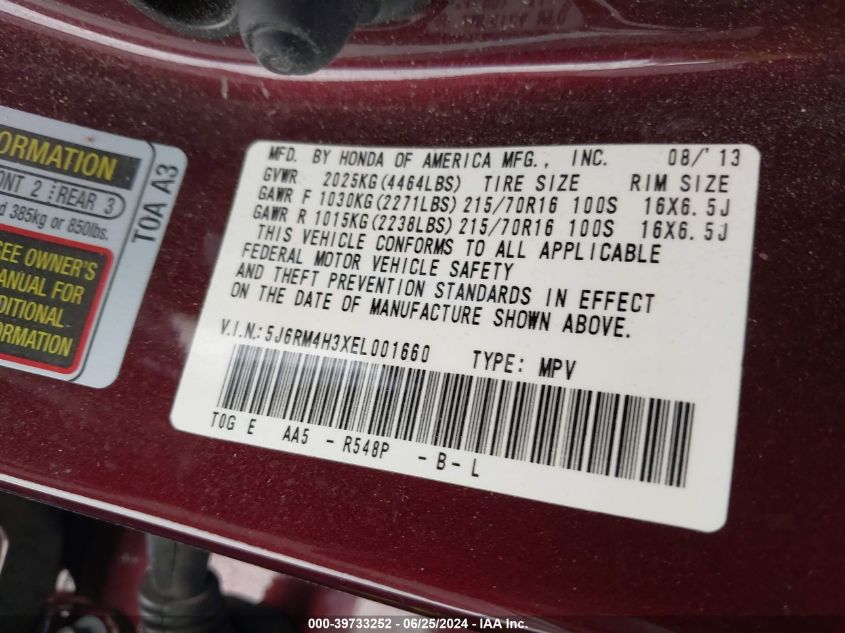 ORMATION
ONT 2 REAR 3
d 385kg or 850lbs.
EE OWNER'S
ANUAL FOR
DITIONAL
ORMATION
T0A A3
MFD. BY HONDA OF AMERICA MFG., INC. 08/'13
GVWR 2025KG(4464LBS) TIRE SIZE RIM SIZE
GAWR F 1030KG(2271LBS) 215/70R16 100S 16X6.5J
GAWR R 1015KG(2238LBS) 215/70R16 100S 16X6.5J
THIS VEHICLE CONFORMS TO ALL APPLICABLE
FEDERAL MOTOR VEHICLE SAFETY
AND THEFT PREVENTION STANDARDS IN EFFECT
ON THE DATE OF MANUFACTURE SHOWN ABOVE.
V.I.N.: 5J6RM4H3XEL001660 TYPE: MPV
T0G E AA5 - R548P - B - L
© IAA - 39733252 - 06/25/2024 - © IAA, Inc.